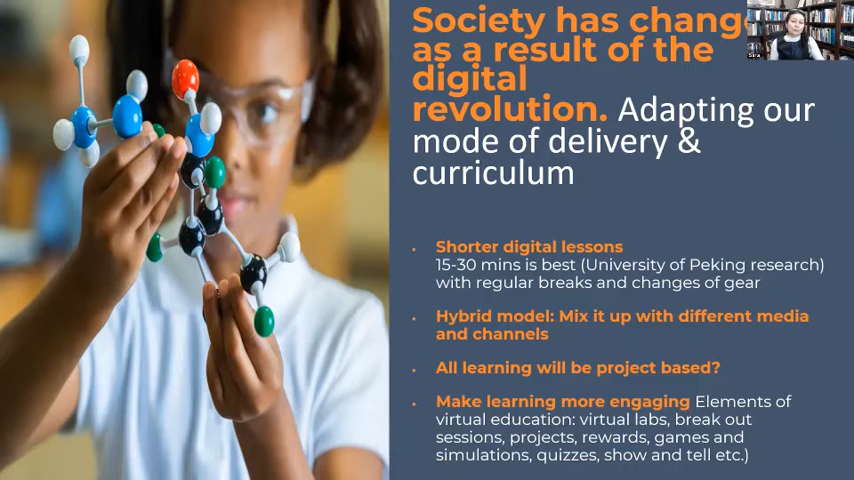 Society has change
as a result of the
digital
revolution. Adapting our
mode of delivery &
curriculum
• Shorter digital lessons
15-30 mins is best (University of Peking research)
with regular breaks and changes of gear
• Hybrid model: Mix it up with different media
and channels
• All learning will be project based?
• Make learning more engaging Elements of
virtual education: virtual labs, break out
sessions, projects, rewards, games and
simulations, quizzes, show and tell etc.)